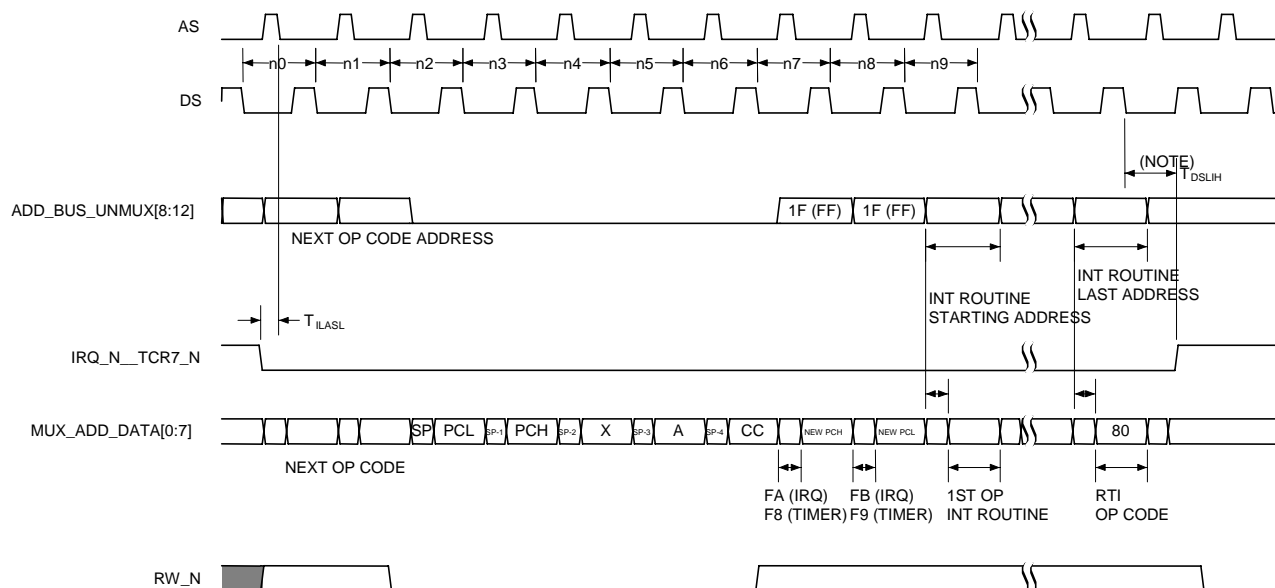 AS
n0 n1 n2 n3 n4 n5 n6 n7 n8 n9
DS
(NOTE)
TDSLIH
ADD_BUS_UNMUX[8:12]
1F (FF) 1F (FF)
NEXT OP CODE ADDRESS
INT ROUTINE
LAST ADDRESS
INT ROUTINE
STARTING ADDRESS
TILASL
IRQ_N__TCR7_N
MUX_ADD_DATA[0:7]
SP PCL SP-1 PCH SP-2 X SP-3 A SP-4 CC NEW PCH NEW PCL 80
NEXT OP CODE
FA (IRQ) FB (IRQ) 1ST OP RTI
F8 (TIMER) F9 (TIMER) INT ROUTINE OP CODE
RW_N